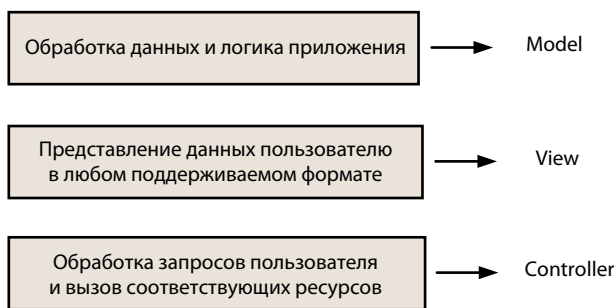 Обработка данных и логика приложения
Model
Представление данных пользователю
в любом поддерживаемом формате
View
Обработка запросов пользователя
и вызов соответствующих ресурсов
Controller